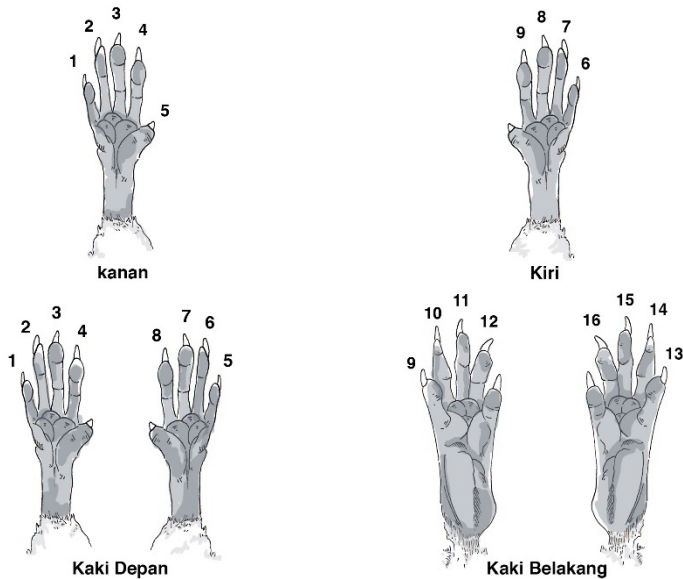 1 2 3 4 5
9 8 7 6
kanan
Kiri
1 2 3 4
8 7 6 5
9 10 11 12
16 15 14 13
Kaki Depan
Kaki Belakang